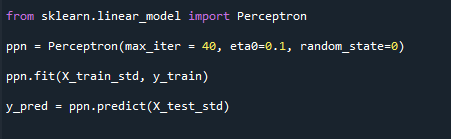 from sklearn.linear_model import Perceptron
ppn = Perceptron(max_iter = 40, eta0=0.1, random_state=0)
ppn.fit(X_train_std, y_train)
y_pred = ppn.predict(X_test_std)